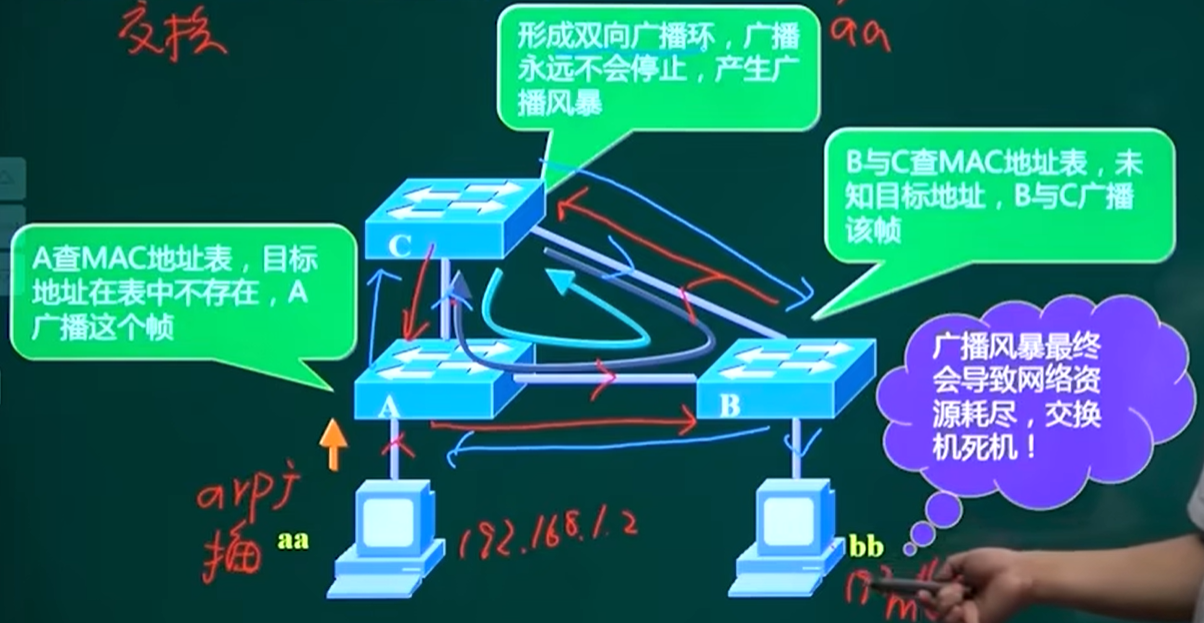 交换
aa
形成双向广播环，广播
永远不会停止，产生广
播风暴
B与C查MAC地址表，未
知目标地址，B与C广播
该帧
A查MAC地址表，目标
地址在表中不存在，A
广播这个帧
C
A
B
广播风暴最终
会导致网络资
源耗尽，交换
机死机！
arp广
播
aa
192.168.1.2
bb